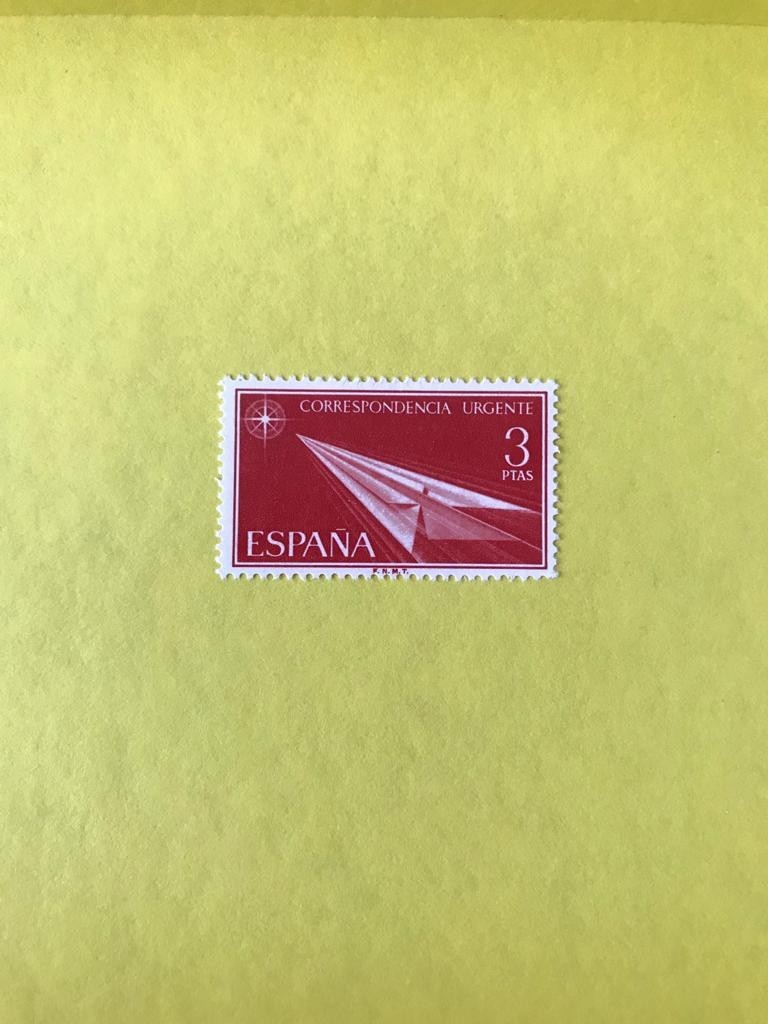 CORRESPONDENCIA URGENTE
3
PTAS
ESPAÑA
F.N.M.T.